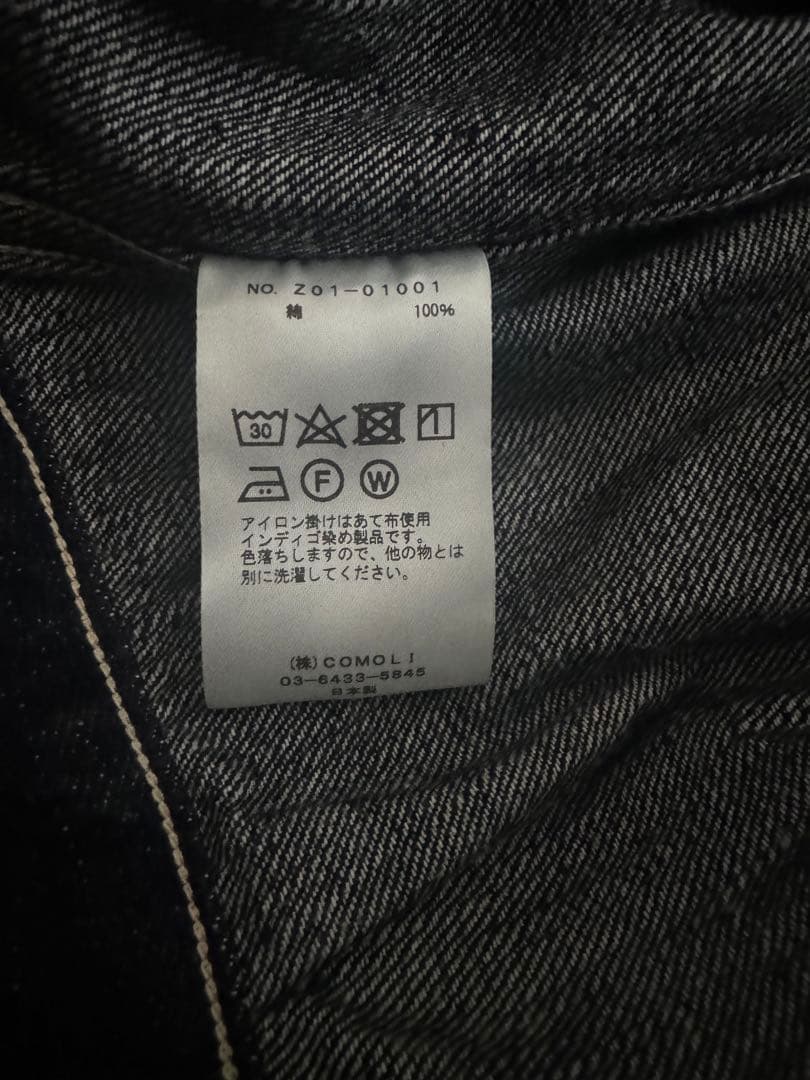 NO. Z01-01001
綿 100%
30
F W
アイロン掛けはあて布使用
インディゴ染め製品です。
色落ちしますので、他の物とは
別に洗濯してください。
(株)COMOLI
03-6433-5845
日本製